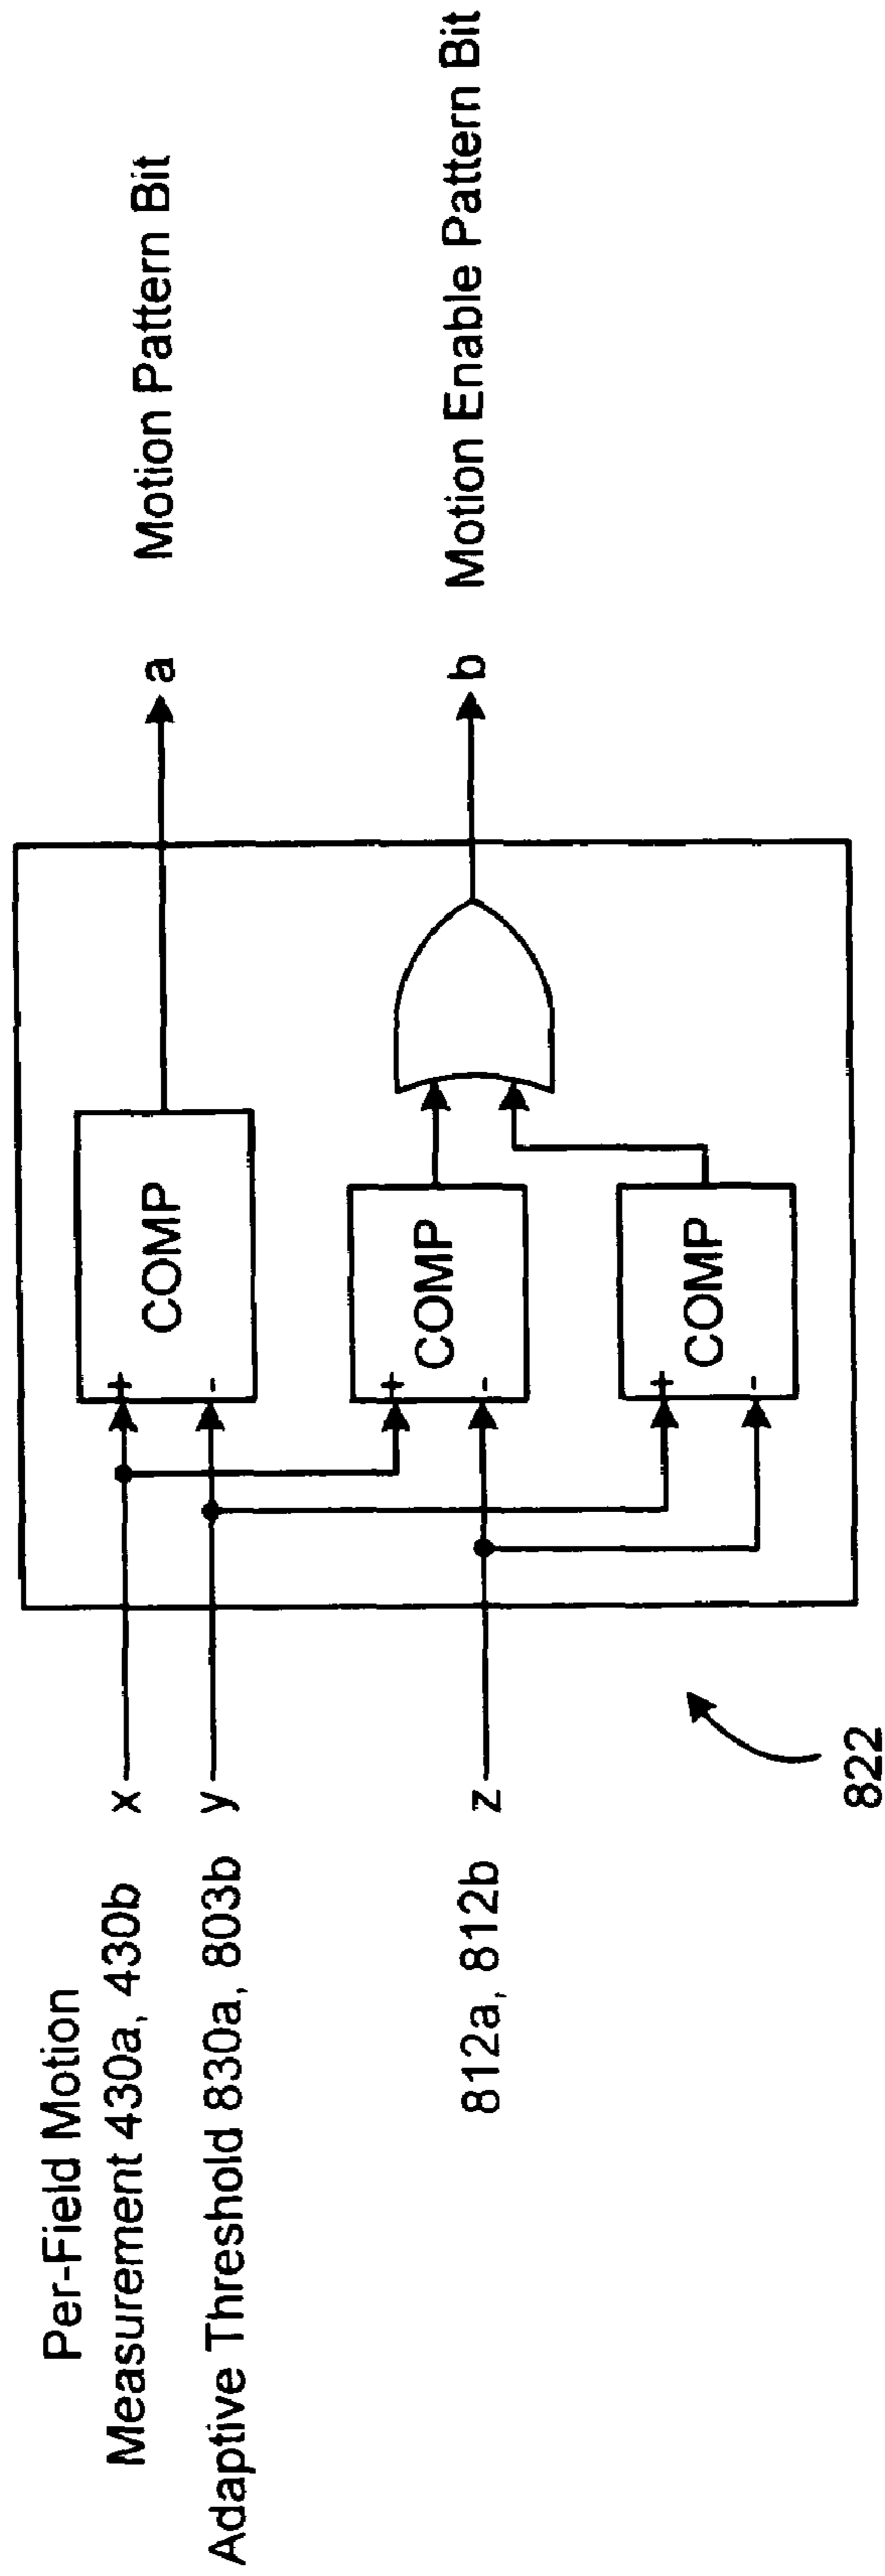 Per-Field Motion
Measurement 430a, 430b x
Adaptive Threshold 830a, 803b y
812a, 812b z
+
-
COMP
+
-
COMP
+
-
COMP
a Motion Pattern Bit
b Motion Enable Pattern Bit
822